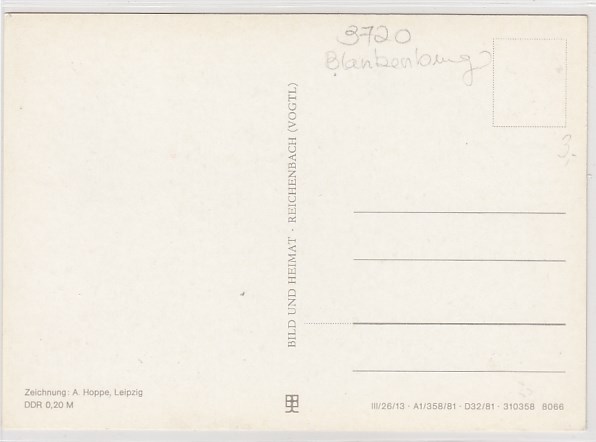 3720
Blankenburg
3,-
BILD UND HEIMAT · REICHENBACH (VOGTL)
Zeichnung: A. Hoppe, Leipzig
DDR 0,20 M
III/26/13 · A1/358/81 · D32/81 · 310358 8066